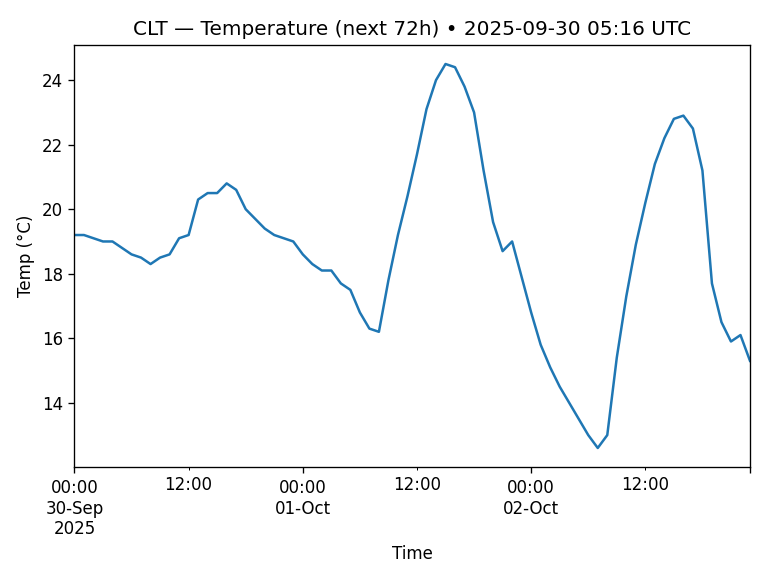 CLT — Temperature (next 72h) • 2025-09-30 05:16 UTC
Temp (°C)
24
22
20
18
16
14
00:00 12:00 00:00 12:00 00:00 12:00
30-Sep 01-Oct 02-Oct
2025
Time